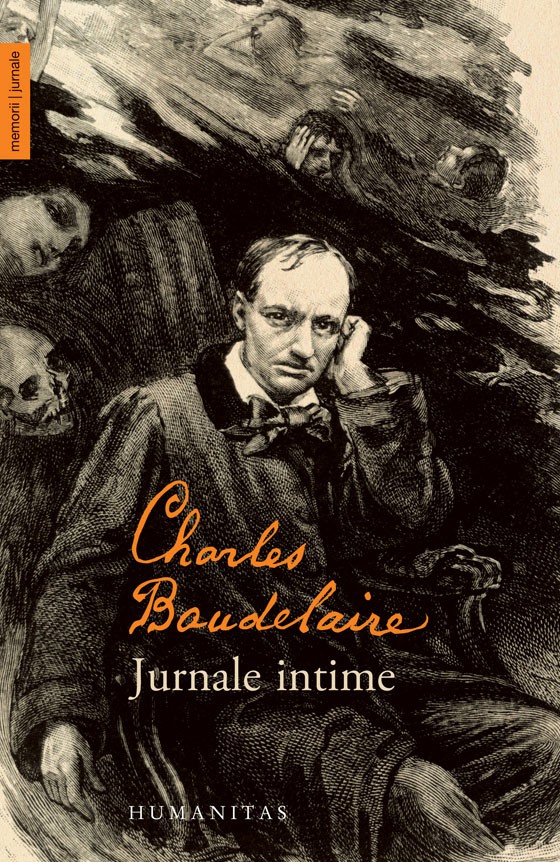 memorii | jurnale
Charles
Baudelaire
Jurnale intime
HUMANITAS